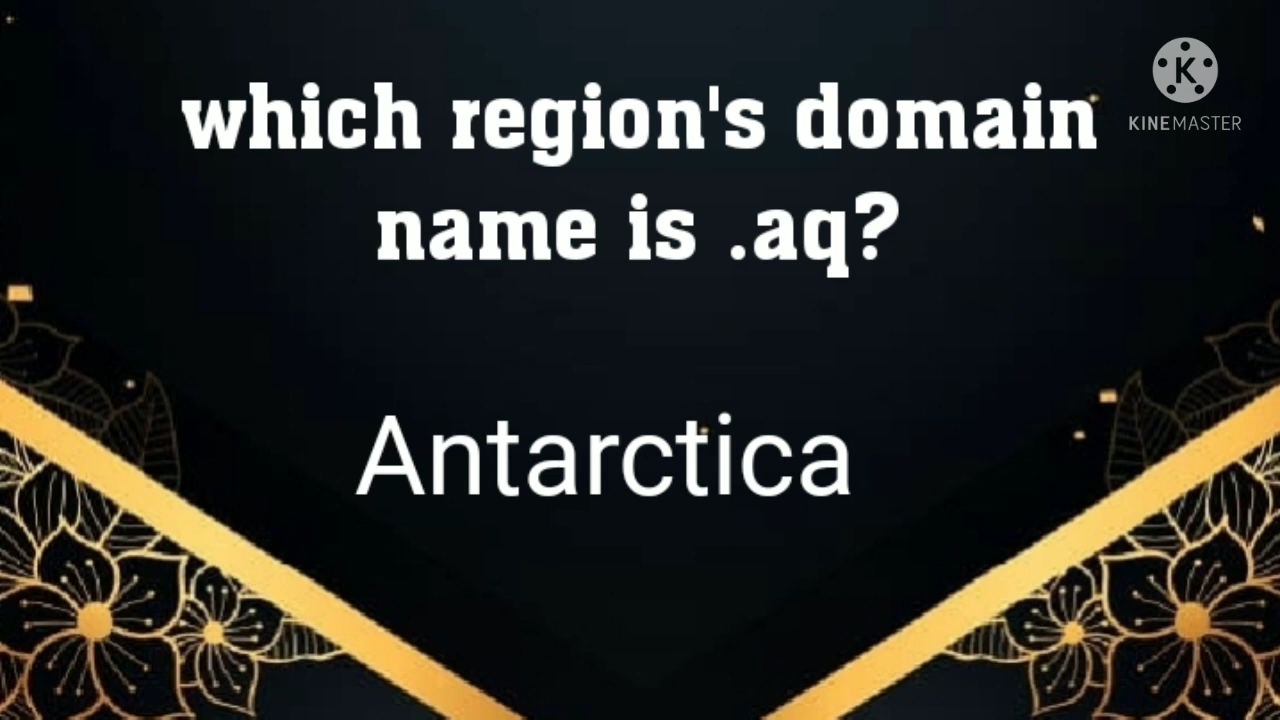 which region's domain
name is .aq?
Antarctica
K
KINEMASTER